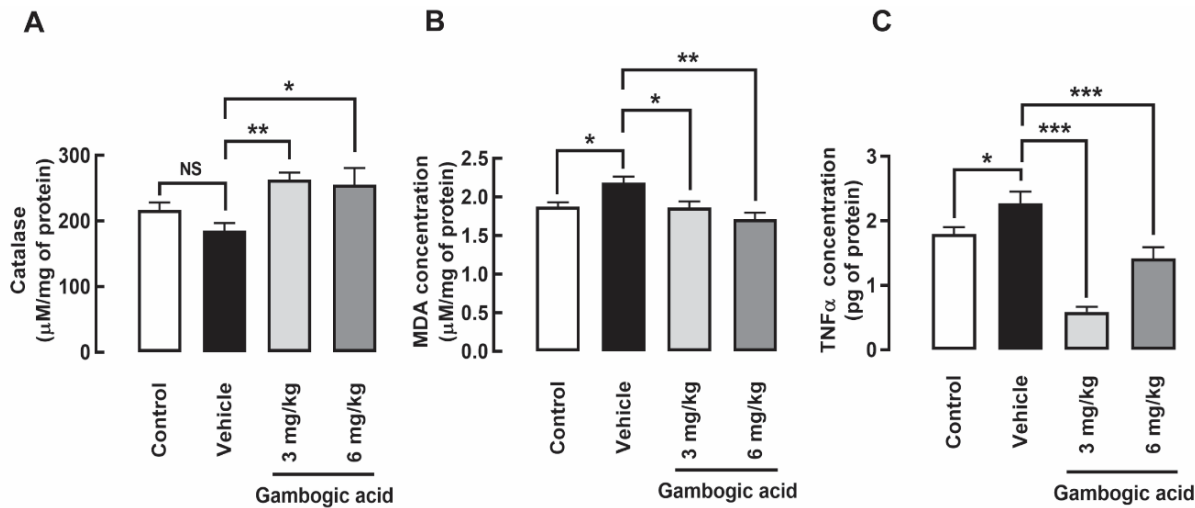 A
Catalase
(μM/mg of protein)
300
200
100
0
NS
**
*
Control
Vehicle
3 mg/kg
6 mg/kg
Gambogic acid
B
MDA concentration
(μM/mg of protein)
2.5
2.0
1.5
1.0
0.5
0.0
*
*
**
Control
Vehicle
3 mg/kg
6 mg/kg
Gambogic acid
C
TNFα concentration
(pg of protein)
3
2
1
0
*
***
***
Control
Vehicle
3 mg/kg
6 mg/kg
Gambogic acid